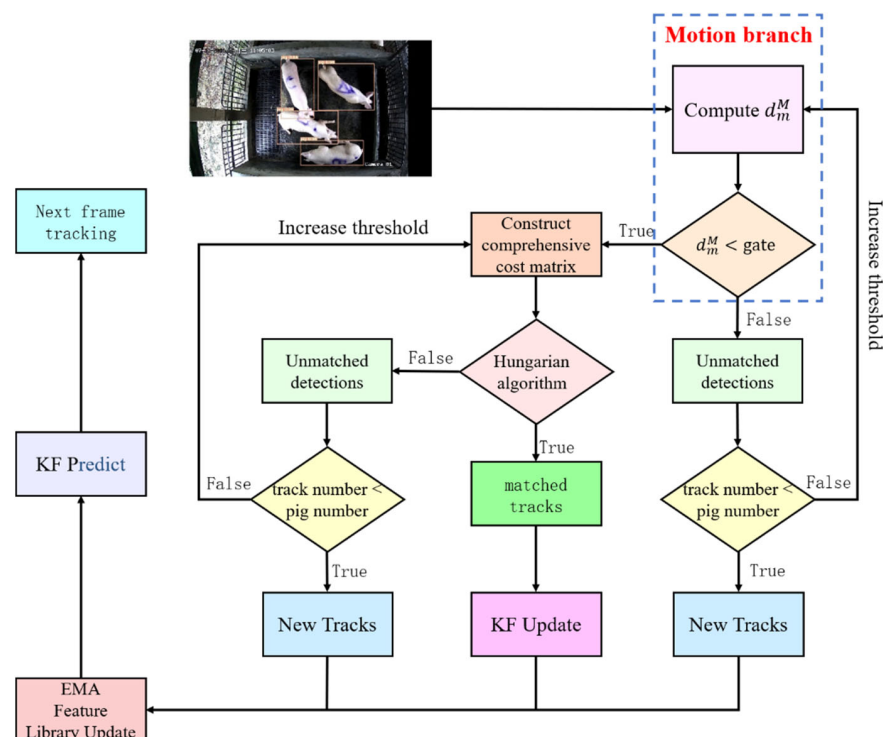 Motion branch
Compute d_m^M
Next frame
tracking
Increase threshold
Construct
comprehensive
cost matrix
True
d_m^M < gate
Increase threshold
False
Unmatched
detections
False
Hungarian
algorithm
Unmatched
detections
KF Predict
False
track number <
pig number
True
matched
tracks
track number <
pig number
False
True
True
New Tracks
KF Update
New Tracks
EMA
Feature
Library Update